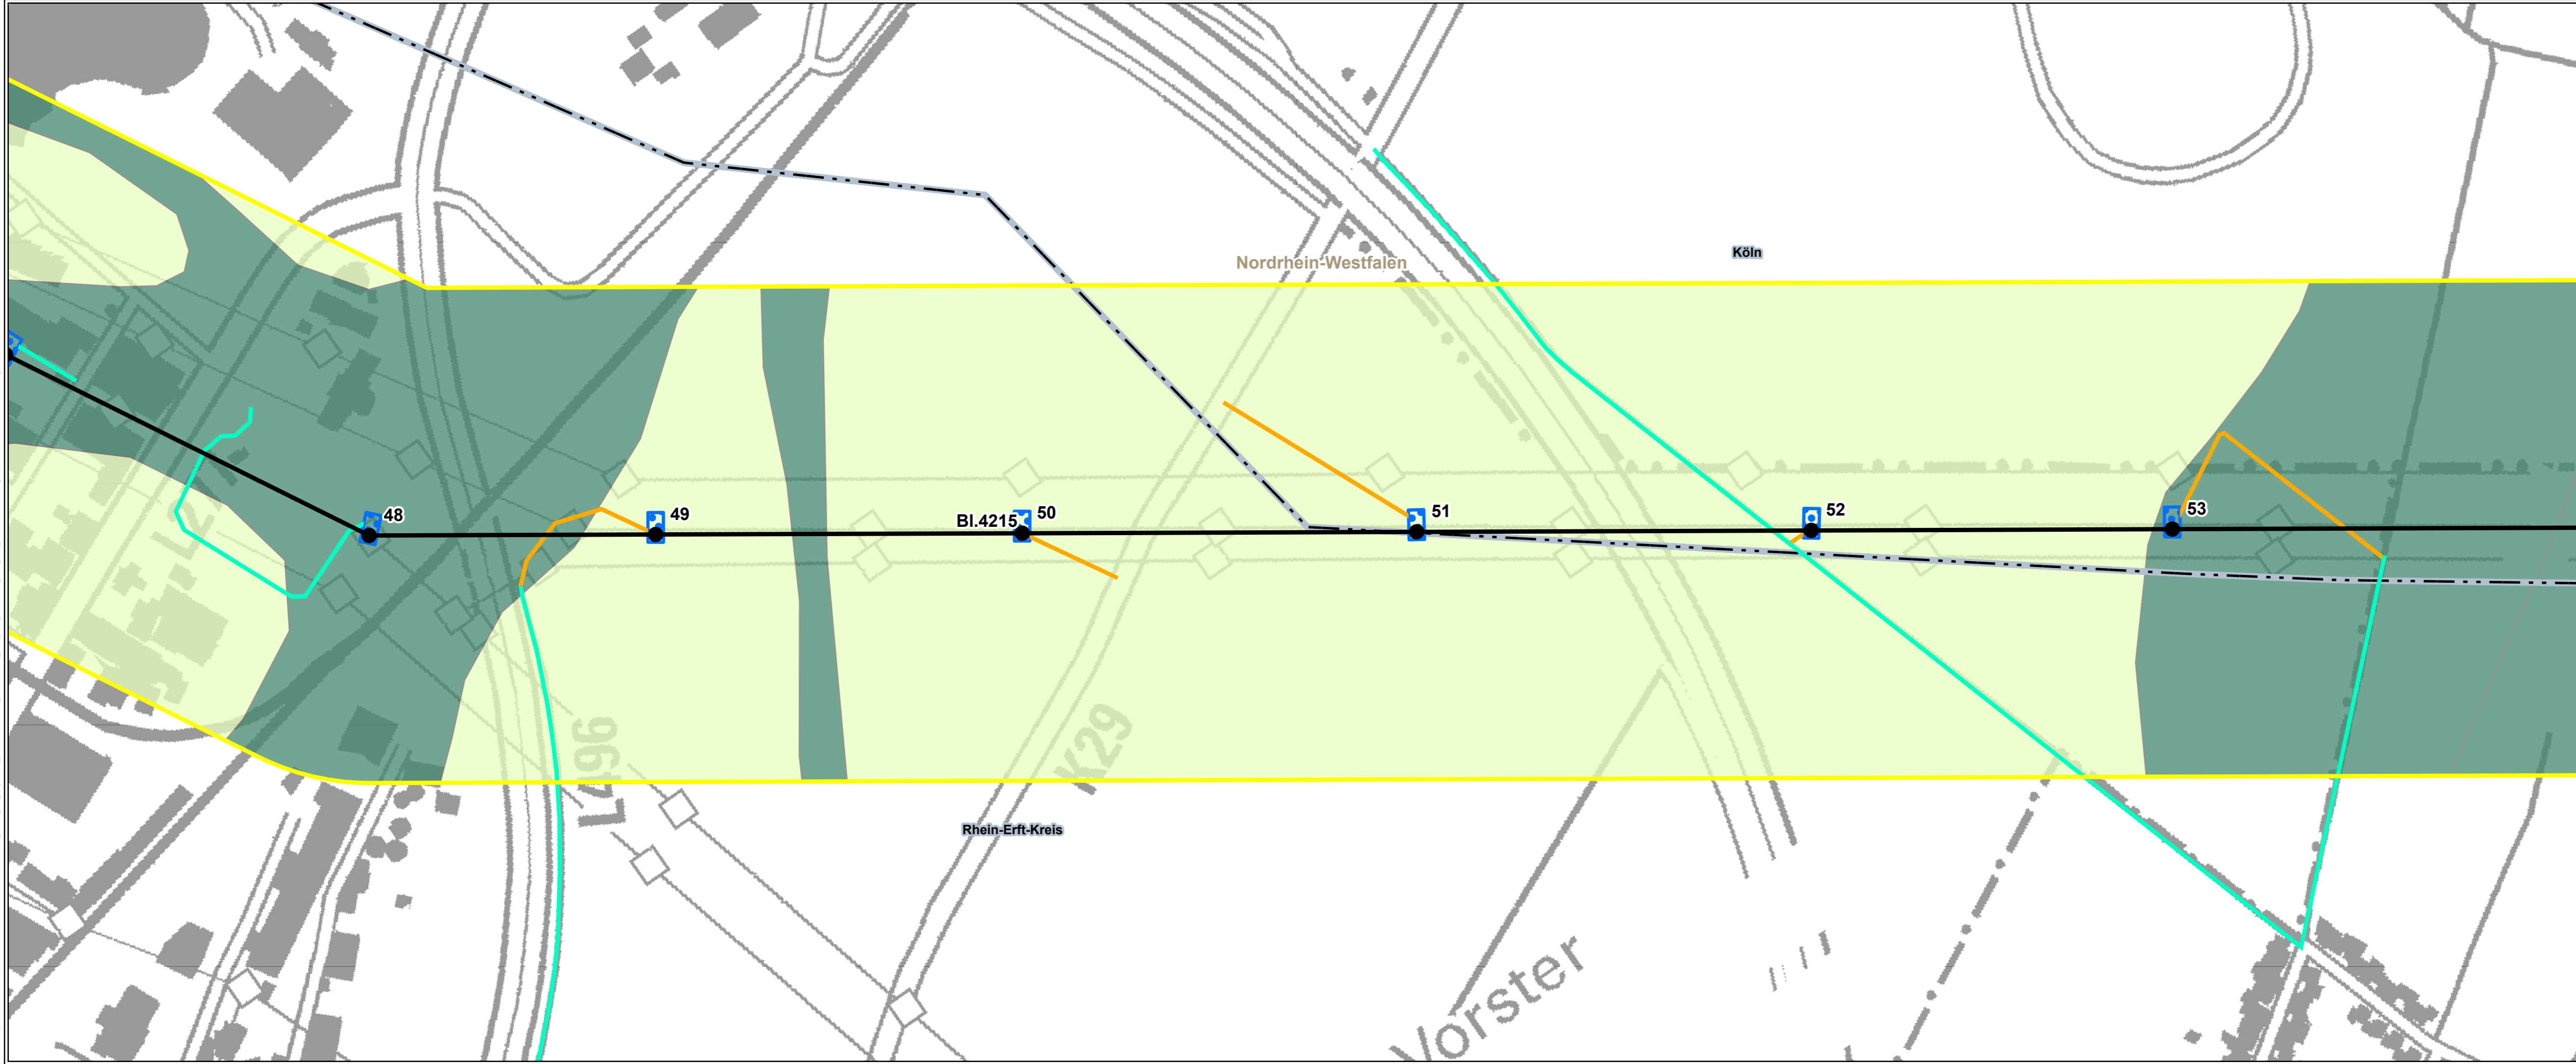 Köln
Nordrhein-Westfalen
48
49
Bl.4215
50
51
52
53
L496
K29
Rhein-Erft-Kreis
Vorster